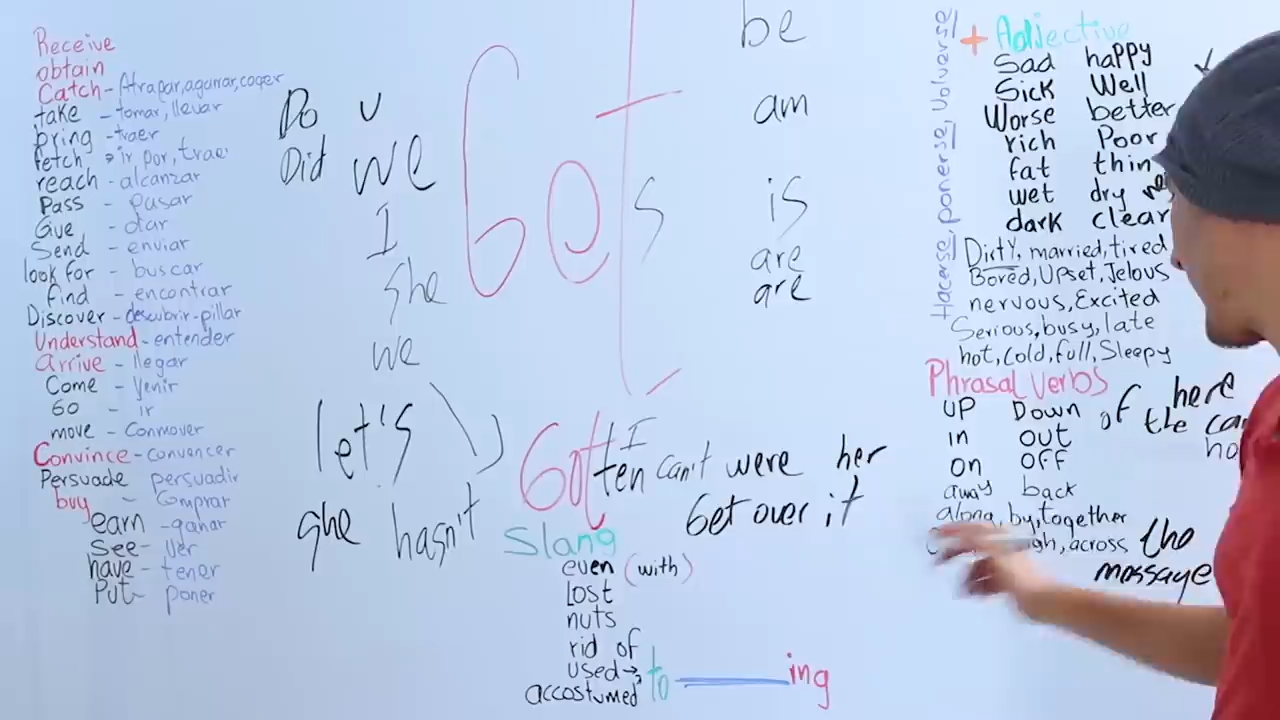 Receive
obtain
Catch - Atrapar, agarrar, coger
take - tomar, llevar
bring - traer
fetch ir por, traer
reach - alcanzar
Pass - pasar
Give - dar
Send - enviar
look for - buscar
find - encontrar
Discover - descubrir - pillar
Understand - entender
arrive - llegar
Come - venir
Go - ir
move - Conmover
Convince - convencer
Persuade persuadir
buy - comprar
earn - ganar
see - ver
have - tener
Put - poner
Do u
Did we
I
she
we
let's
she hasn't
Get s
be
am
is
are
are
Gotten I can't were her
Get over it
Slang
even (with)
lost
nuts
rid of
used → to ing
accostumed
Hacerse, ponerse, Volverse
+ Adjective
Sad happy
Sick Well
Worse better
rich Poor
fat thin
wet dry
dark clear
Dirty, married, tired
Bored, Upset, Jelous
nervous, Excited
Serious, busy, late
hot, cold, full, Sleepy
Phrasal verbs
UP Down of here
in out the
on OFF
away back
along, by, together
across the
message